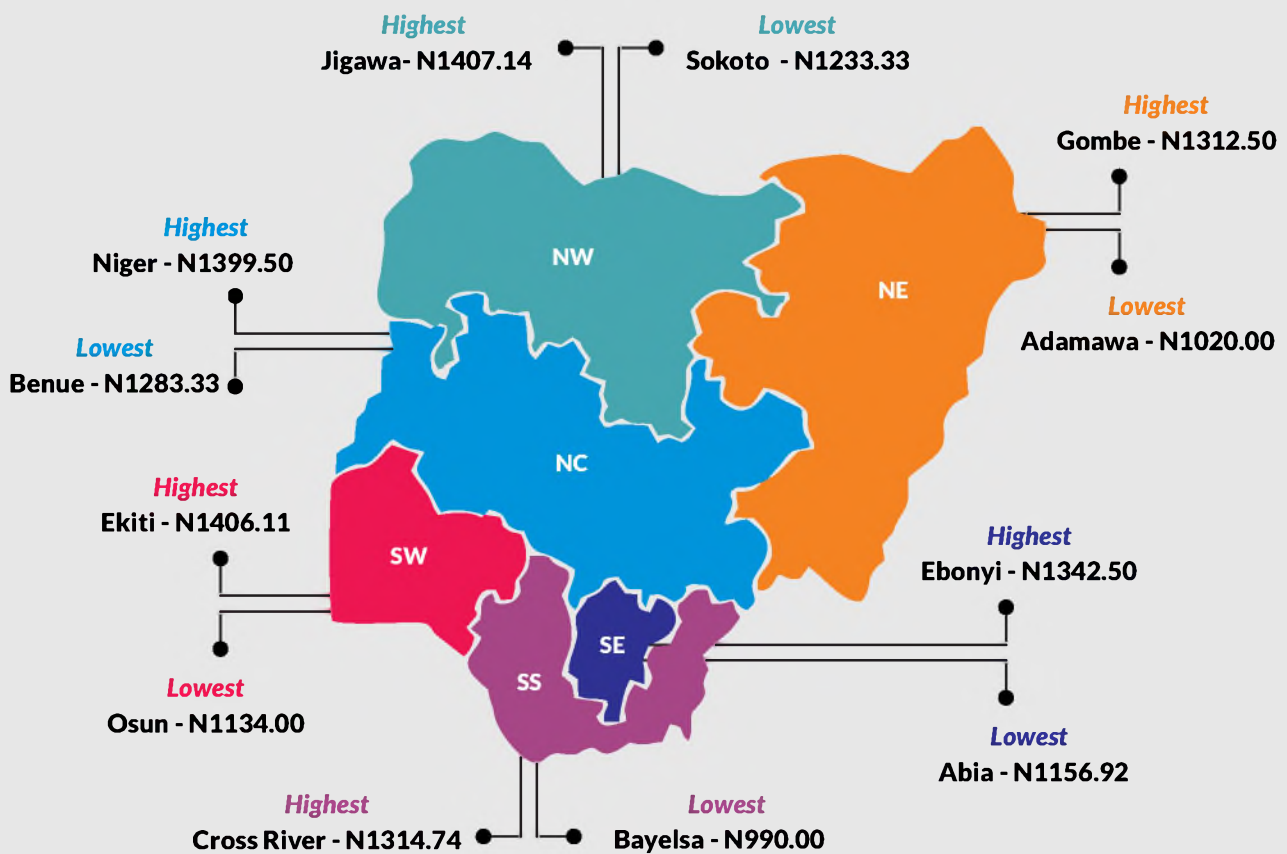 Highest
Jigawa- N1407.14
Lowest
Sokoto - N1233.33
Highest
Gombe - N1312.50
Highest
Niger - N1399.50
NW
NE
Lowest
Adamawa - N1020.00
Lowest
Benue - N1283.33
NC
Highest
Ekiti - N1406.11
SW
Highest
Ebonyi - N1342.50
SE
SS
Lowest
Osun - N1134.00
Lowest
Abia - N1156.92
Highest
Cross River - N1314.74
Lowest
Bayelsa - N990.00